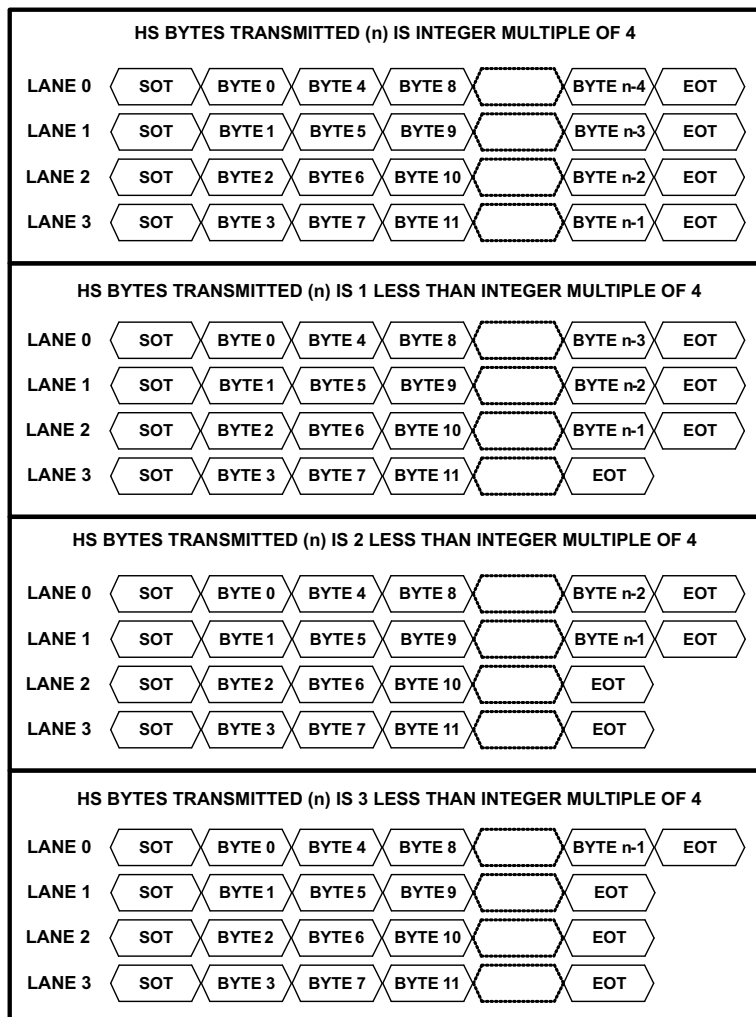 HS BYTES TRANSMITTED (n) IS INTEGER MULTIPLE OF 4
LANE 0 SOT BYTE 0 BYTE 4 BYTE 8 BYTE n-4 EOT
LANE 1 SOT BYTE 1 BYTE 5 BYTE 9 BYTE n-3 EOT
LANE 2 SOT BYTE 2 BYTE 6 BYTE 10 BYTE n-2 EOT
LANE 3 SOT BYTE 3 BYTE 7 BYTE 11 BYTE n-1 EOT
HS BYTES TRANSMITTED (n) IS 1 LESS THAN INTEGER MULTIPLE OF 4
LANE 0 SOT BYTE 0 BYTE 4 BYTE 8 BYTE n-3 EOT
LANE 1 SOT BYTE 1 BYTE 5 BYTE 9 BYTE n-2 EOT
LANE 2 SOT BYTE 2 BYTE 6 BYTE 10 BYTE n-1 EOT
LANE 3 SOT BYTE 3 BYTE 7 BYTE 11 EOT
HS BYTES TRANSMITTED (n) IS 2 LESS THAN INTEGER MULTIPLE OF 4
LANE 0 SOT BYTE 0 BYTE 4 BYTE 8 BYTE n-2 EOT
LANE 1 SOT BYTE 1 BYTE 5 BYTE 9 BYTE n-1 EOT
LANE 2 SOT BYTE 2 BYTE 6 BYTE 10 EOT
LANE 3 SOT BYTE 3 BYTE 7 BYTE 11 EOT
HS BYTES TRANSMITTED (n) IS 3 LESS THAN INTEGER MULTIPLE OF 4
LANE 0 SOT BYTE 0 BYTE 4 BYTE 8 BYTE n-1 EOT
LANE 1 SOT BYTE 1 BYTE 5 BYTE 9 EOT
LANE 2 SOT BYTE 2 BYTE 6 BYTE 10 EOT
LANE 3 SOT BYTE 3 BYTE 7 BYTE 11 EOT